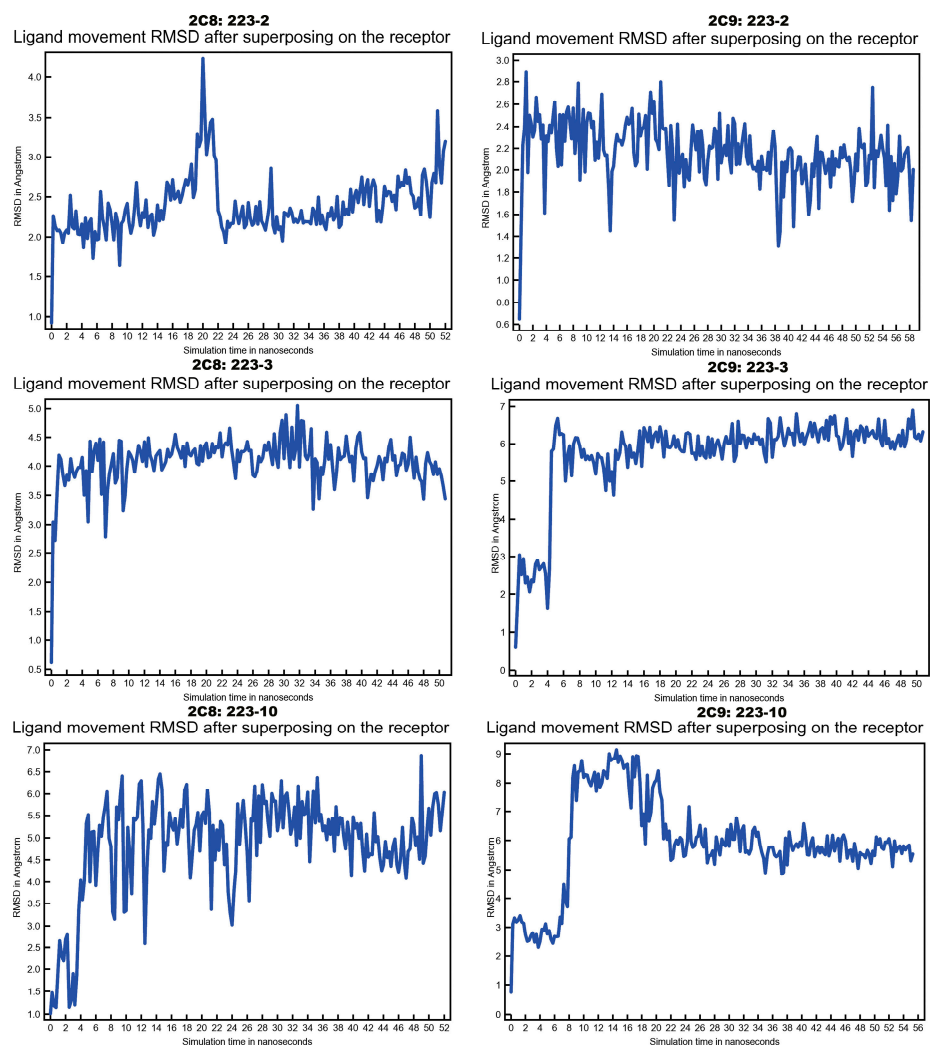 2C8: 223-2
Ligand movement RMSD after superposing on the receptor
RMSD in Angstrom
4.0
3.5
3.0
2.5
2.0
1.5
1.0
0 2 4 6 8 10 12 14 16 18 20 22 24 26 28 30 32 34 36 38 40 42 44 46 48 50 52
Simulation time in nanoseconds
2C9: 223-2
Ligand movement RMSD after superposing on the receptor
RMSD in Angstrom
3.0
2.8
2.6
2.4
2.2
2.0
1.8
1.6
1.4
1.2
1.0
0.8
0.6
0 2 4 6 8 10 12 14 16 18 20 22 24 26 28 30 32 34 36 38 40 42 44 46 48 50 52 54 56 58
Simulation time in nanoseconds
2C8: 223-3
Ligand movement RMSD after superposing on the receptor
RMSD in Angstrom
5.0
4.5
4.0
3.5
3.0
2.5
2.0
1.5
1.0
0.5
0 2 4 6 8 10 12 14 16 18 20 22 24 26 28 30 32 34 36 38 40 42 44 46 48 50
Simulation time in nanoseconds
2C9: 223-3
Ligand movement RMSD after superposing on the receptor
RMSD in Angstrom
7
6
5
4
3
2
1
0
0 2 4 6 8 10 12 14 16 18 20 22 24 26 28 30 32 34 36 38 40 42 44 46 48 50
Simulation time in nanoseconds
2C8: 223-10
Ligand movement RMSD after superposing on the receptor
RMSD in Angstrom
7.0
6.5
6.0
5.5
5.0
4.5
4.0
3.5
3.0
2.5
2.0
1.5
1.0
0 2 4 6 8 10 12 14 16 18 20 22 24 26 28 30 32 34 36 38 40 42 44 46 48 50 52
Simulation time in nanoseconds
2C9: 223-10
Ligand movement RMSD after superposing on the receptor
RMSD in Angstrom
9
8
7
6
5
4
3
2
1
0
0 2 4 6 8 10 12 14 16 18 20 22 24 26 28 30 32 34 36 38 40 42 44 46 48 50 52 54 56
Simulation time in nanoseconds